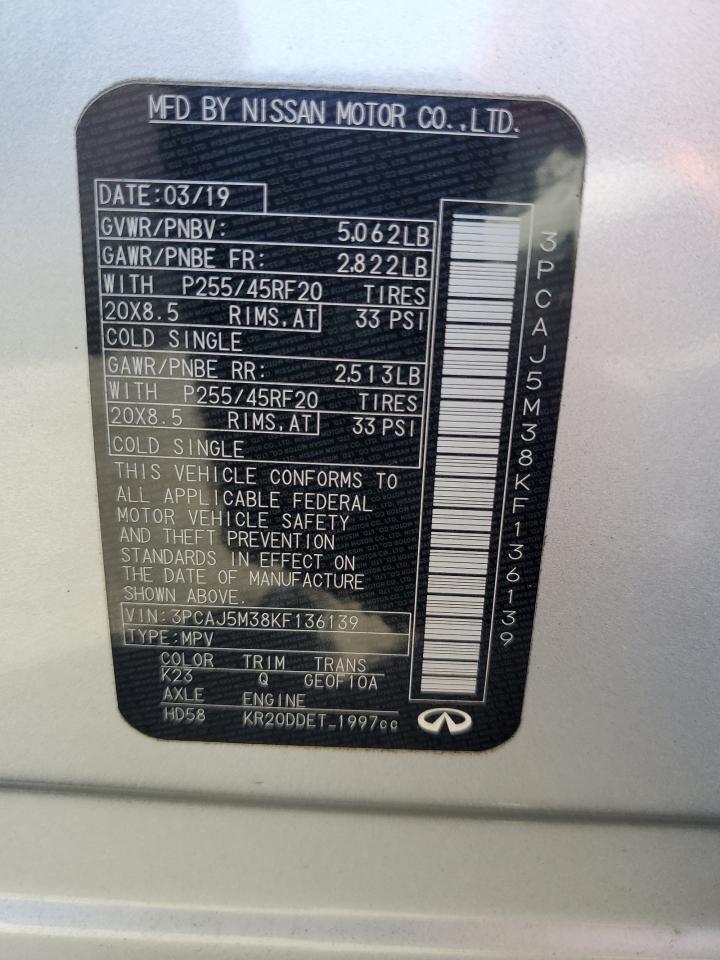 MFD BY NISSAN MOTOR CO.,LTD.
DATE:03/19
GVWR/PNBV: 5,062LB
GAWR/PNBE FR: 2,822LB
WITH P255/45RF20 TIRES
20X8.5 RIMS,AT 33 PSI
COLD SINGLE
GAWR/PNBE RR: 2,513LB
WITH P255/45RF20 TIRES
20X8.5 RIMS,AT 33 PSI
COLD SINGLE
THIS VEHICLE CONFORMS TO
ALL APPLICABLE FEDERAL
MOTOR VEHICLE SAFETY
AND THEFT PREVENTION
STANDARDS IN EFFECT ON
THE DATE OF MANUFACTURE
SHOWN ABOVE.
VIN:3PCAJ5M38KF136139
TYPE:MPV
COLOR TRIM TRANS
K23 Q GE0F10A
AXLE ENGINE
HD58 KR20DDET 1997cc
3PCAJ5M38KF136139